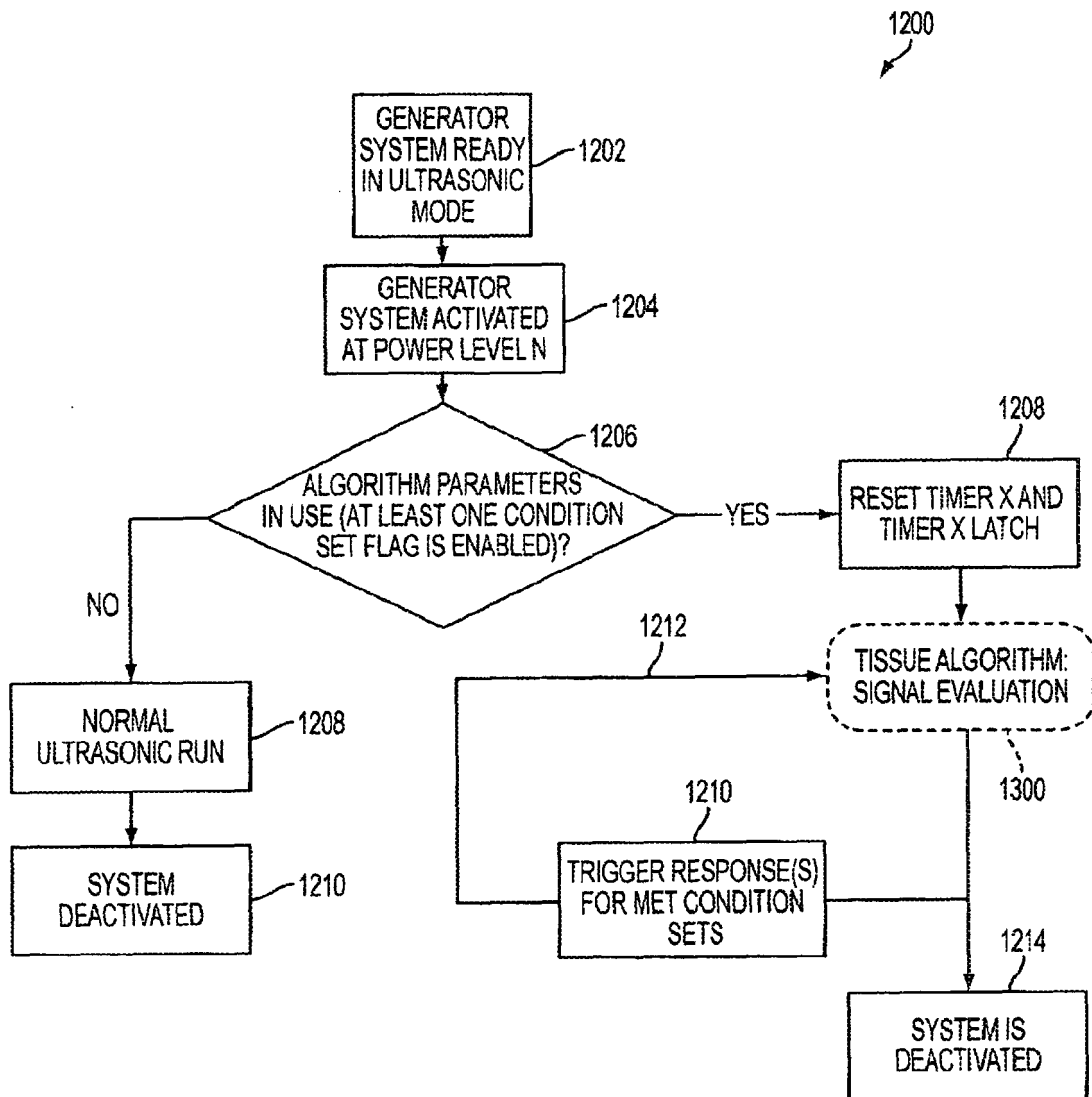 1200
GENERATOR
SYSTEM READY
IN ULTRASONIC
MODE
1202
GENERATOR
SYSTEM ACTIVATED
AT POWER LEVEL N
1204
1206
ALGORITHM PARAMETERS
IN USE (AT LEAST ONE CONDITION
SET FLAG IS ENABLED)?
YES
1208
RESET TIMER X AND
TIMER X LATCH
NO
1212
TISSUE ALGORITHM:
SIGNAL EVALUATION
1300
NORMAL
ULTRASONIC RUN
1208
1210
TRIGGER RESPONSE(S)
FOR MET CONDITION
SETS
SYSTEM
DEACTIVATED
1210
1214
SYSTEM IS
DEACTIVATED